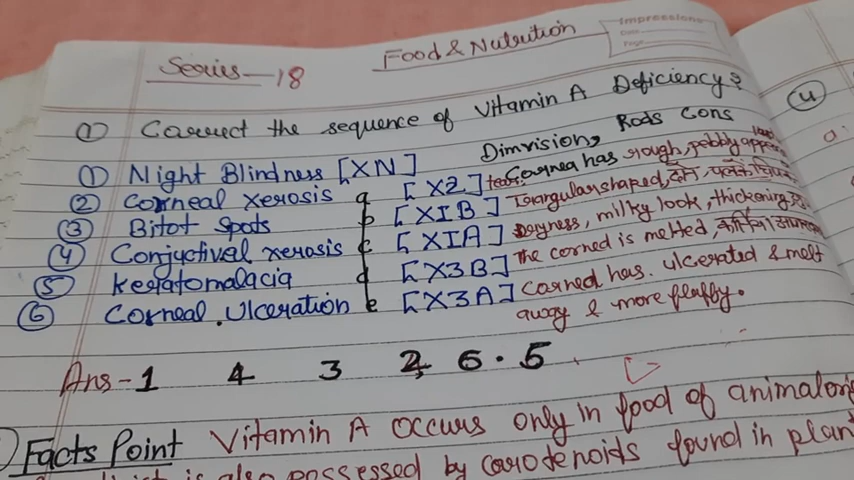 Impressions
Series-18
Food & Nutrition
① Currect the sequence of Vitamin A Deficiency?
④
① Night Blindness [XN] Dimvision, Rods Cons
② Corneal Xerosis a [X2] Cornea has rough, pebbly
③ Bitot Spots b [XIB] Triangular shaped,
④ Conjuctival xerosis c [XIA] Dryness, milky look, thickening
⑤ Keratomalacia d [X3B] The corned is melted,
⑥ Corneal . Ulceration e [X3A] Corned has. ulcerated & melt
away & more fluffy.
Ans - 1 4 3 2, 6 . 5
Facts Point Vitamin A occurs only in food of animal
is also possessed by carotenoids found in plant